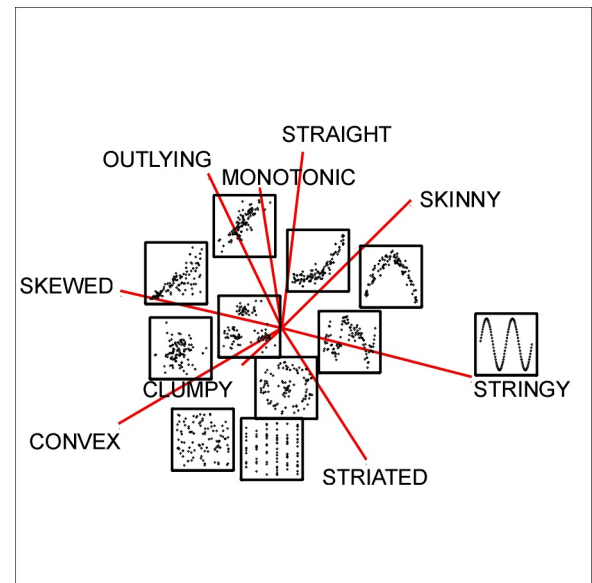 STRAIGHT
OUTLYING
MONOTONIC
SKINNY
SKEWED
CLUMPY
STRINGY
CONVEX
STRIATED